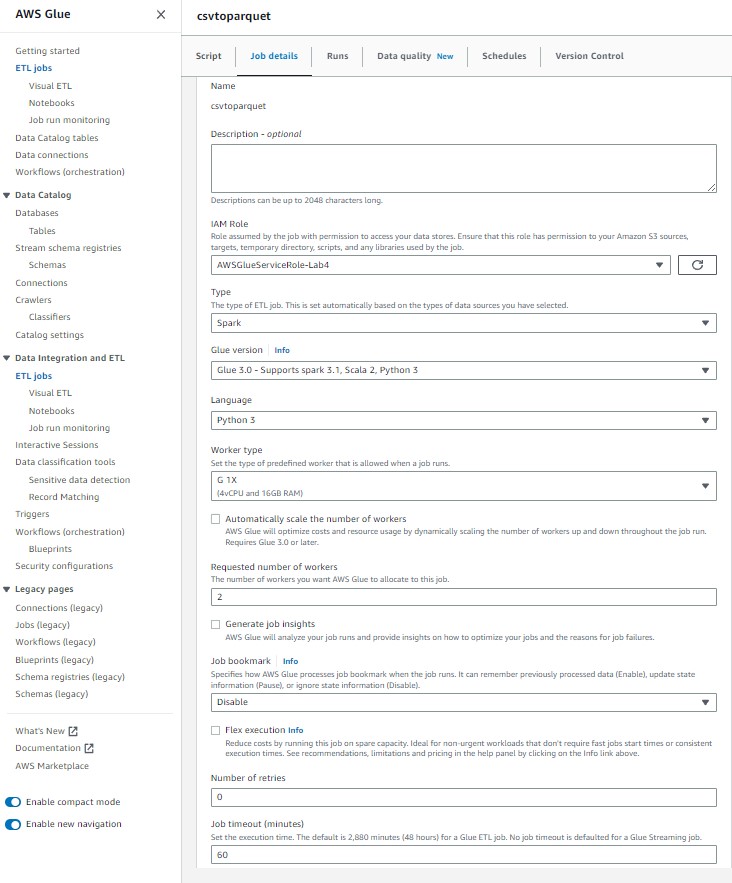 AWS Glue
Getting started
ETL jobs
Visual ETL
Notebooks
Job run monitoring
Data Catalog tables
Data connections
Workflows (orchestration)
Data Catalog
Databases
Tables
Stream schema registries
Schemas
Connections
Crawlers
Classifiers
Catalog settings
Data Integration and ETL
ETL jobs
Visual ETL
Notebooks
Job run monitoring
Interactive Sessions
Data classification tools
Sensitive data detection
Record Matching
Triggers
Workflows (orchestration)
Blueprints
Security configurations
Legacy pages
Connections (legacy)
Jobs (legacy)
Workflows (legacy)
Blueprints (legacy)
Schema registries (legacy)
Schemas (legacy)
What's New
Documentation
AWS Marketplace
Enable compact mode
Enable new navigation
csvtoparquet
Script Job details Runs Data quality New Schedules Version Control
Name
csvtoparquet
Description - optional
Descriptions can be up to 2048 characters long.
IAM Role
Role assumed by the job with permission to access your data stores. Ensure that this role has permission to your Amazon S3 sources,
targets, temporary directory, scripts, and any libraries used by the job.
AWSGlueServiceRole-Lab4
Type
The type of ETL job. This is set automatically based on the types of data sources you have selected.
Spark
Glue version Info
Glue 3.0 - Supports spark 3.1, Scala 2, Python 3
Language
Python 3
Worker type
Set the type of predefined worker that is allowed when a job runs.
G 1X
(4vCPU and 16GB RAM)
Automatically scale the number of workers
AWS Glue will optimize costs and resource usage by dynamically scaling the number of workers up and down throughout the job run.
Requires Glue 3.0 or later.
Requested number of workers
The number of workers you want AWS Glue to allocate to this job.
2
Generate job insights
AWS Glue will analyze your job runs and provide insights on how to optimize your jobs and the reasons for job failures.
Job bookmark Info
Specifies how AWS Glue processes job bookmark when the job runs. It can remember previously processed data (Enable), update state
information (Pause), or ignore state information (Disable).
Disable
Flex execution Info
Reduce costs by running this job on spare capacity. Ideal for non-urgent workloads that don't require fast jobs start times or consistent
execution times. See recommendations, limitations and pricing in the help panel by clicking on the Info link above.
Number of retries
0
Job timeout (minutes)
Set the execution time. The default is 2,880 minutes (48 hours) for a Glue ETL job. No job timeout is defaulted for a Glue Streaming job.
60